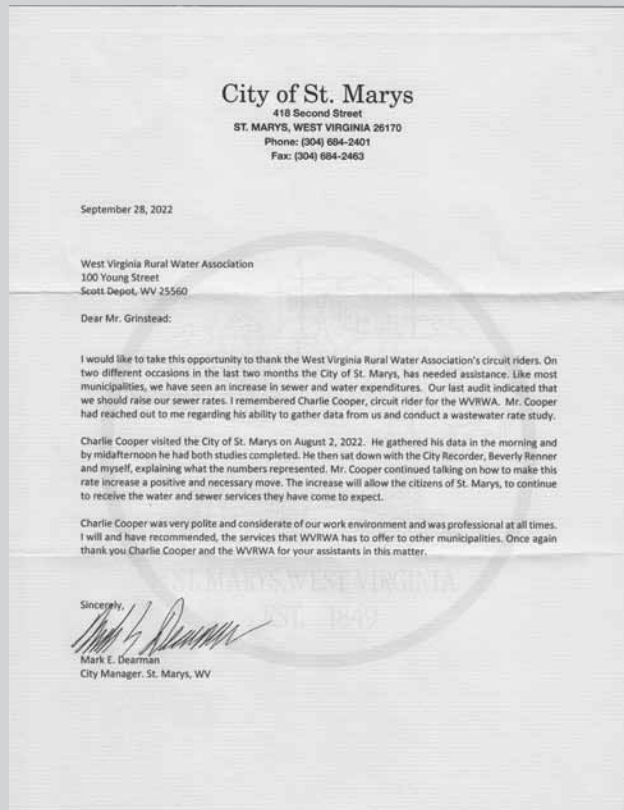 City of St. Marys
418 Second Street
ST. MARYS, WEST VIRGINIA 26170
Phone: (304) 684-2401
Fax: (304) 684-2463
September 28, 2022
West Virginia Rural Water Association
100 Young Street
Scott Depot, WV 25560
Dear Mr. Grinstead:
I would like to take this opportunity to thank the West Virginia Rural Water Association's circuit riders. On
two different occasions in the last two months the City of St. Marys, has needed assistance. Like most
municipalities, we have seen an increase in sewer and water expenditures. Our last audit indicated that
we should raise our sewer rates. I remembered Charlie Cooper, circuit rider for the WVRWA. Mr. Cooper
had reached out to me regarding his ability to gather data from us and conduct a wastewater rate study.
Charlie Cooper visited the City of St. Marys on August 2, 2022. He gathered his data in the morning and
by midafternoon he had both studies completed. He then sat down with the City Recorder, Beverly Renner
and myself, explaining what the numbers represented. Mr. Cooper continued talking on how to make this
rate increase a positive and necessary move. The increase will allow the citizens of St. Marys, to continue
to receive the water and sewer services they have come to expect.
Charlie Cooper was very polite and considerate of our work environment and was professional at all times.
I will and have recommended, the services that WVRWA has to offer to other municipalities. Once again
thank you Charlie Cooper and the WVRWA for your assistants in this matter.
ST. MARYS, WEST VIRGINIA
EST. 1849
Sincerely,
Mark E. Dearman
City Manager. St. Marys, WV